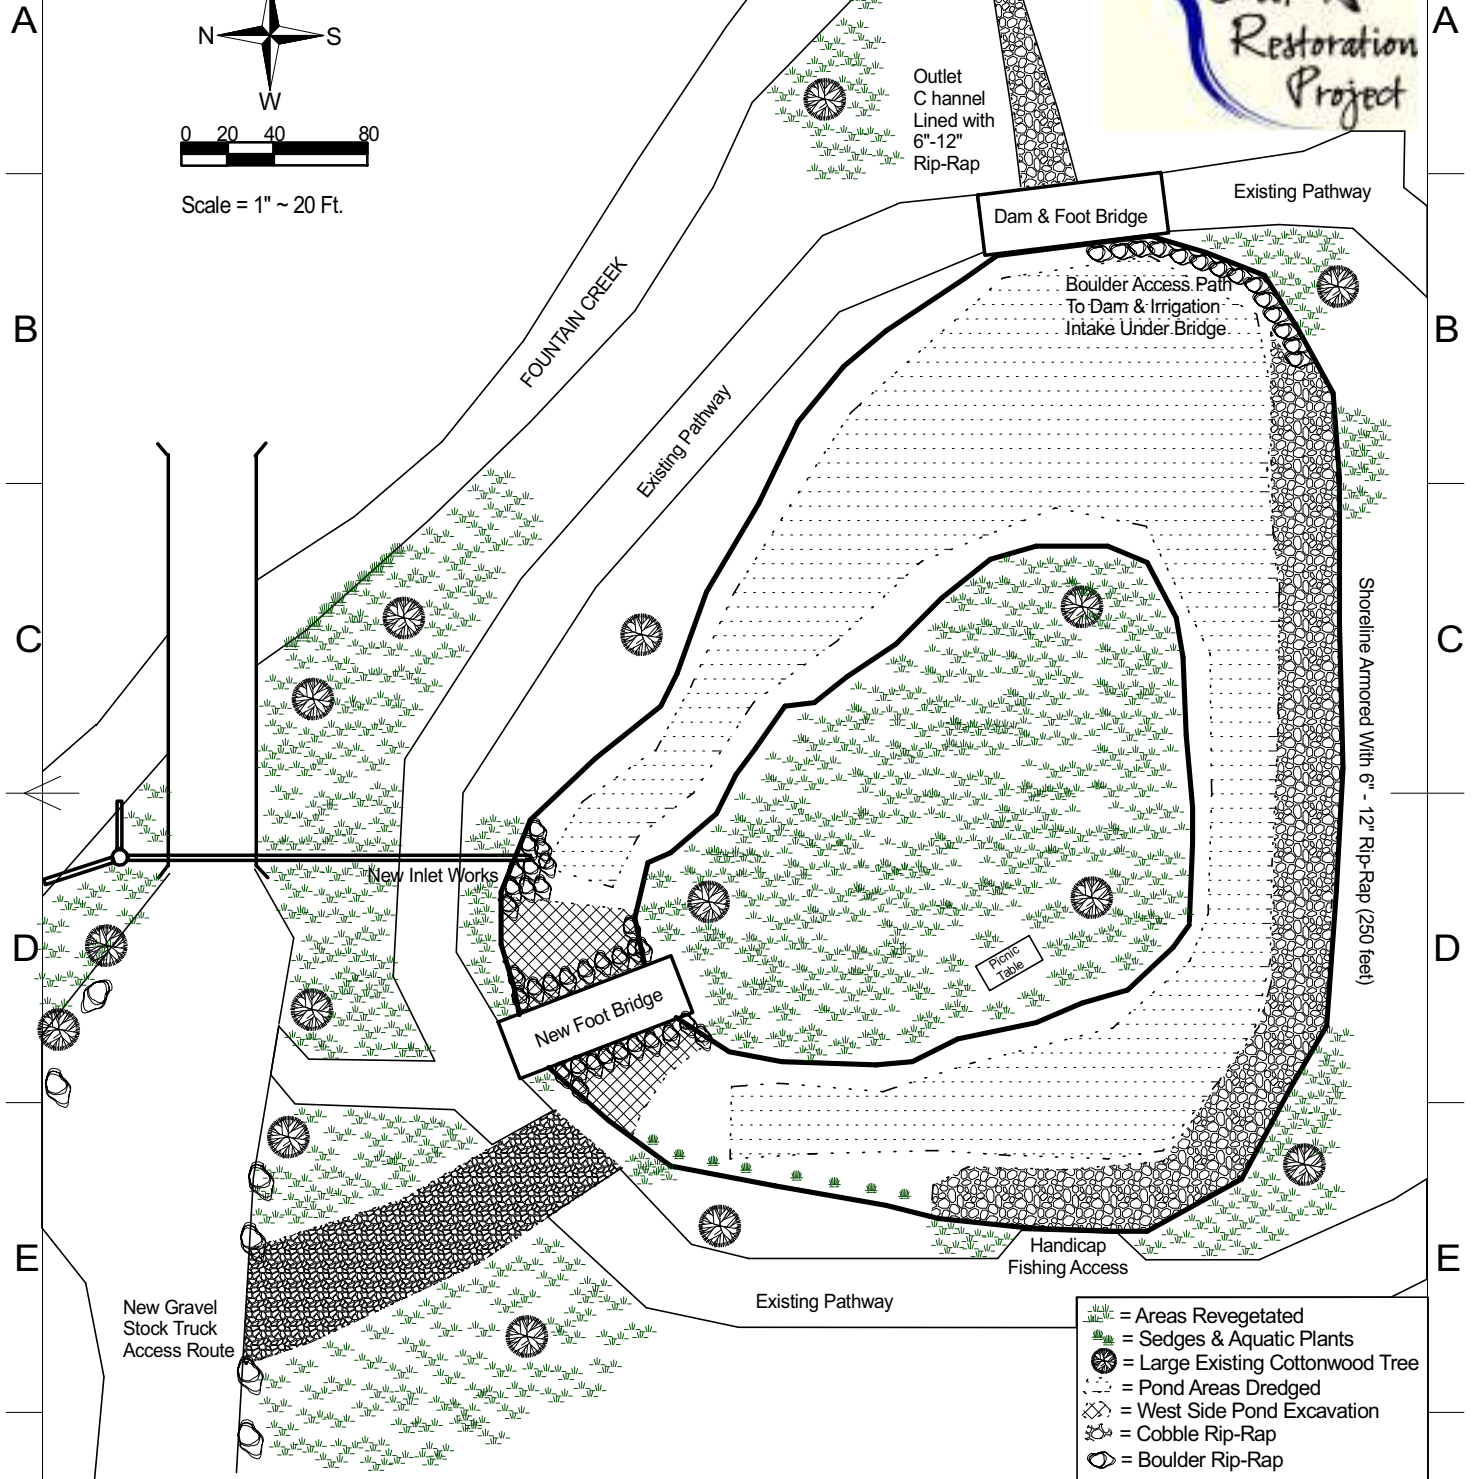 A
A
N
S
W
Restoration
Project
0 20 40 80
Scale = 1" ~ 20 Ft.
Outlet
C hannel
Lined with
6"-12"
Rip-Rap
Existing Pathway
Dam & Foot Bridge
Boulder Access Path
To Dam & Irrigation
Intake Under Bridge
B
B
FOUNTAIN CREEK
Existing Pathway
C
C
Shoreline Armored With 6" - 12" Rip-Rap (250 feet)
New Inlet Works
D
D
Picnic
Table
New Foot Bridge
E
E
Handicap
Fishing Access
Existing Pathway
New Gravel
Stock Truck
Access Route
= Areas Revegetated
= Sedges & Aquatic Plants
= Large Existing Cottonwood Tree
= Pond Areas Dredged
= West Side Pond Excavation
= Cobble Rip-Rap
= Boulder Rip-Rap